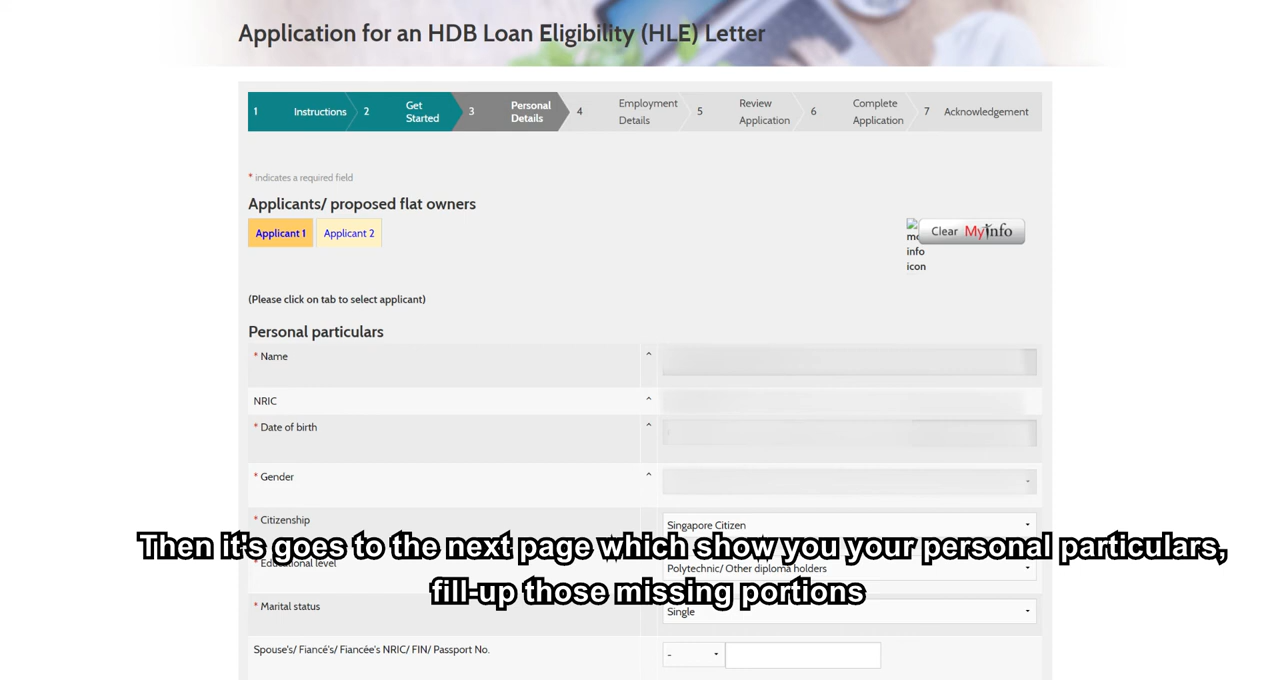 Application for an HDB Loan Eligibility (HLE) Letter
1 Instructions 2 Get Started 3 Personal Details 4 Employment Details 5 Review Application 6 Complete Application 7 Acknowledgement
* indicates a required field
Applicants/ proposed flat owners
Applicant 1 Applicant 2
Clear MyInfo
info
icon
(Please click on tab to select applicant)
Personal particulars
* Name ^
NRIC ^
* Date of birth ^
* Gender ^
* Citizenship Singapore Citizen
Then it's goes to the next page which show you your personal particulars,
* Educational level Polytechnic/ Other diploma holders
fill-up those missing portions
* Marital status Single
Spouse's/ Fiancé's/ Fiancée's NRIC/ FIN/ Passport No. -